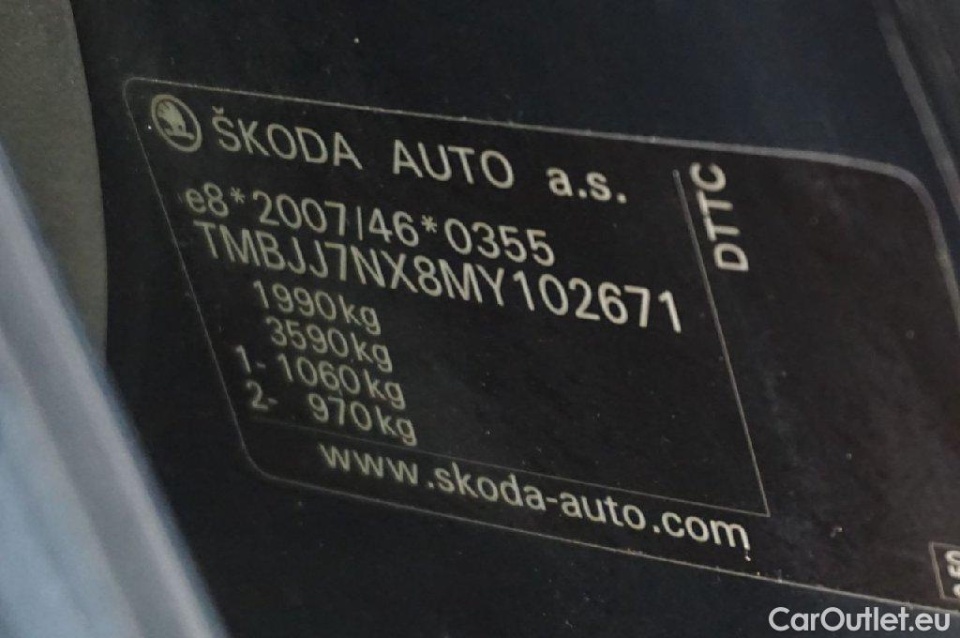 ŠKODA AUTO a.s.
DTTC
e8*2007/46*0355
TMBJJ7NX8MY102671
1990kg
3590kg
1- 1060kg
2- 970kg
www.skoda-auto.com
CarOutlet.eu